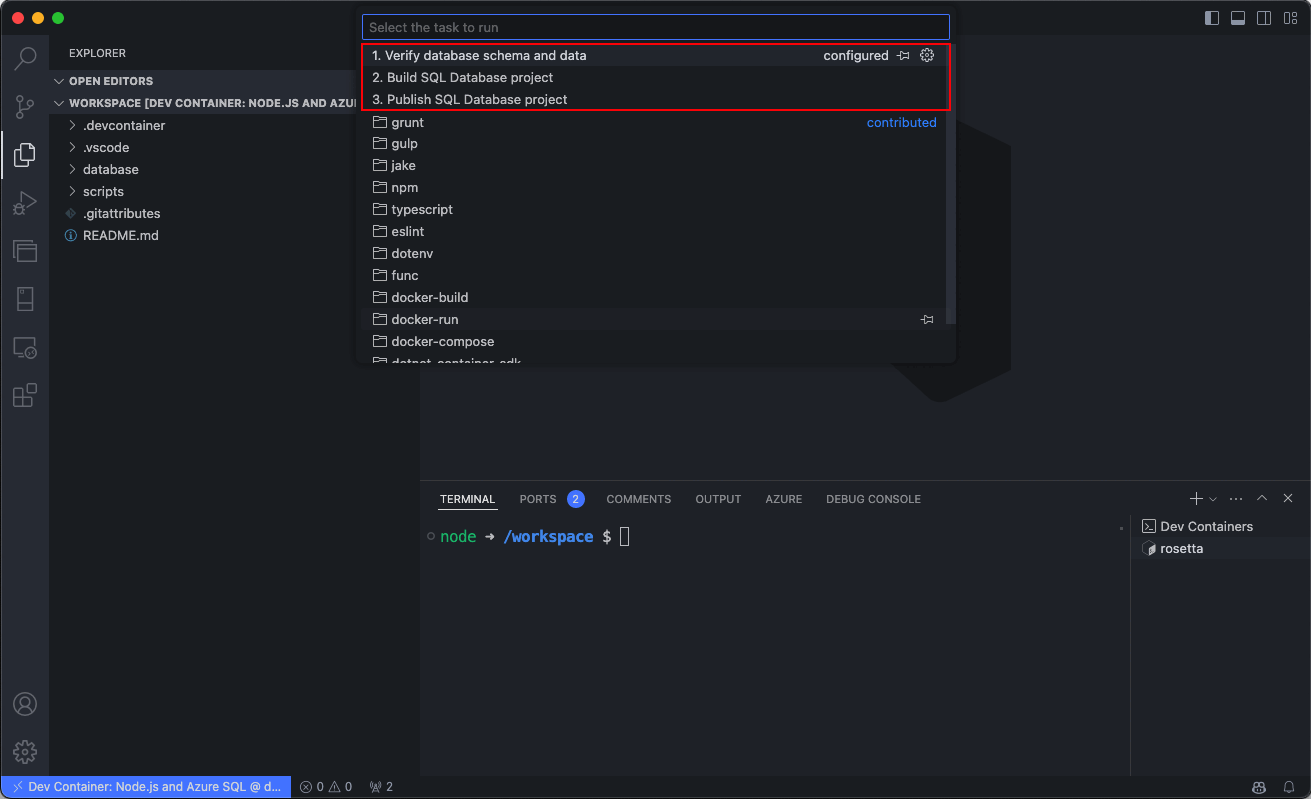 Select the task to run
1. Verify database schema and data configured
2. Build SQL Database project
3. Publish SQL Database project
grunt contributed
gulp
jake
npm
typescript
eslint
dotenv
func
docker-build
docker-run
docker-compose
dotnet-container-sdk
EXPLORER
OPEN EDITORS
WORKSPACE [DEV CONTAINER: NODE.JS AND AZU
.devcontainer
.vscode
database
scripts
.gitattributes
README.md
TERMINAL PORTS 2 COMMENTS OUTPUT AZURE DEBUG CONSOLE
node ➜ /workspace $
Dev Containers
rosetta
Dev Container: Node.js and Azure SQL @ d... 0 0 2